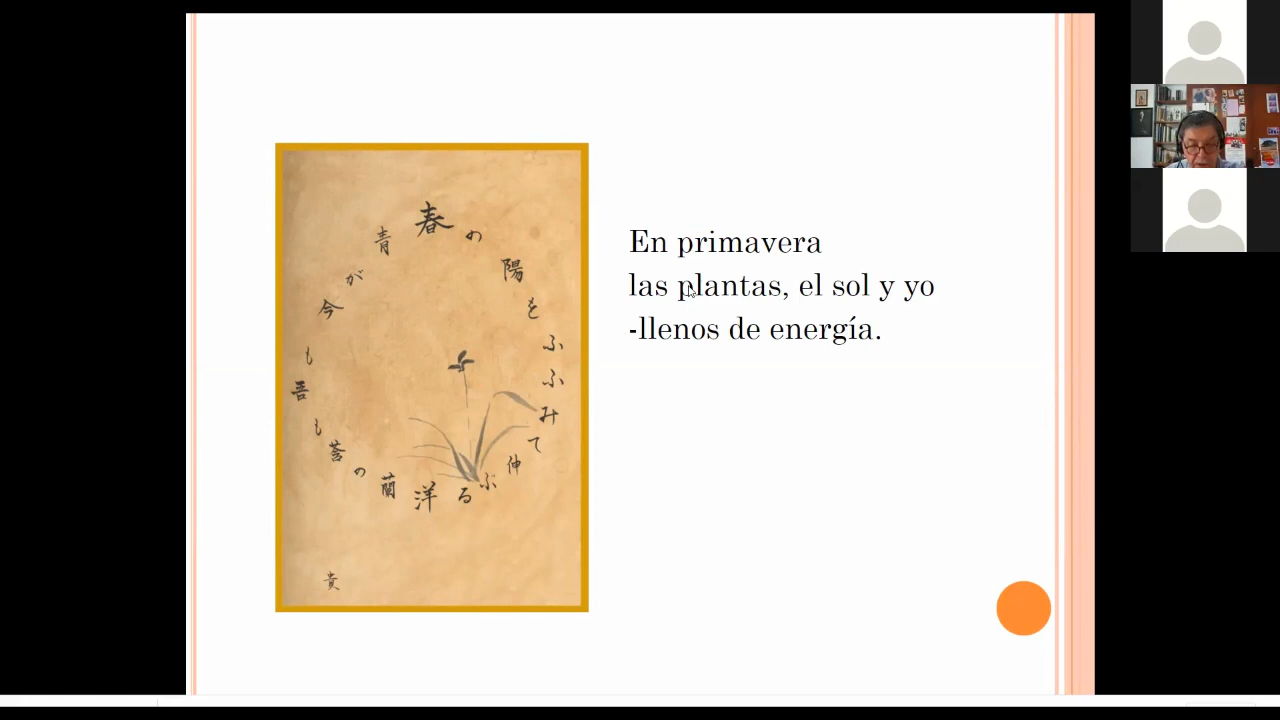 春の陽をふふみて伸ぶる洋蘭の莟も吾も今が青
貴
En primavera
las plantas, el sol y yo
-llenos de energía.